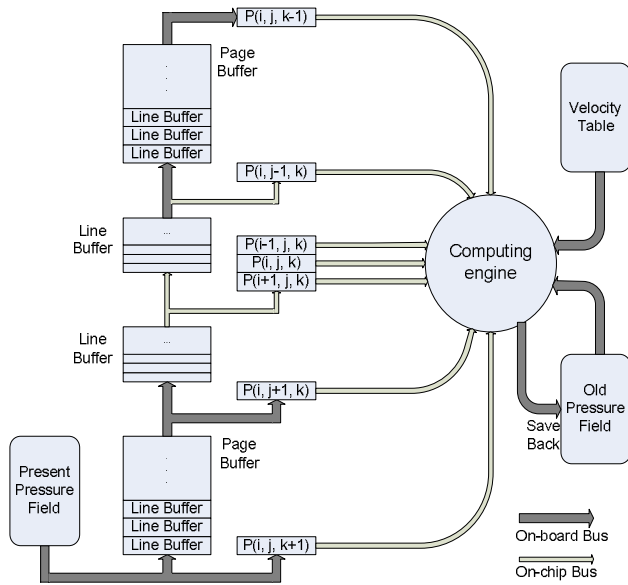 P(i, j, k-1)
Page
Buffer
Line Buffer
Line Buffer
Line Buffer
Velocity
Table
P(i, j-1, k)
Line
Buffer
...
P(i-1, j, k)
P(i, j, k)
P(i+1, j, k)
Computing
engine
Line
Buffer
...
P(i, j+1, k)
Old
Pressure
Field
Save
Back
Page
Buffer
Present
Pressure
Field
Line Buffer
Line Buffer
Line Buffer
P(i, j, k+1)
On-board Bus
On-chip Bus